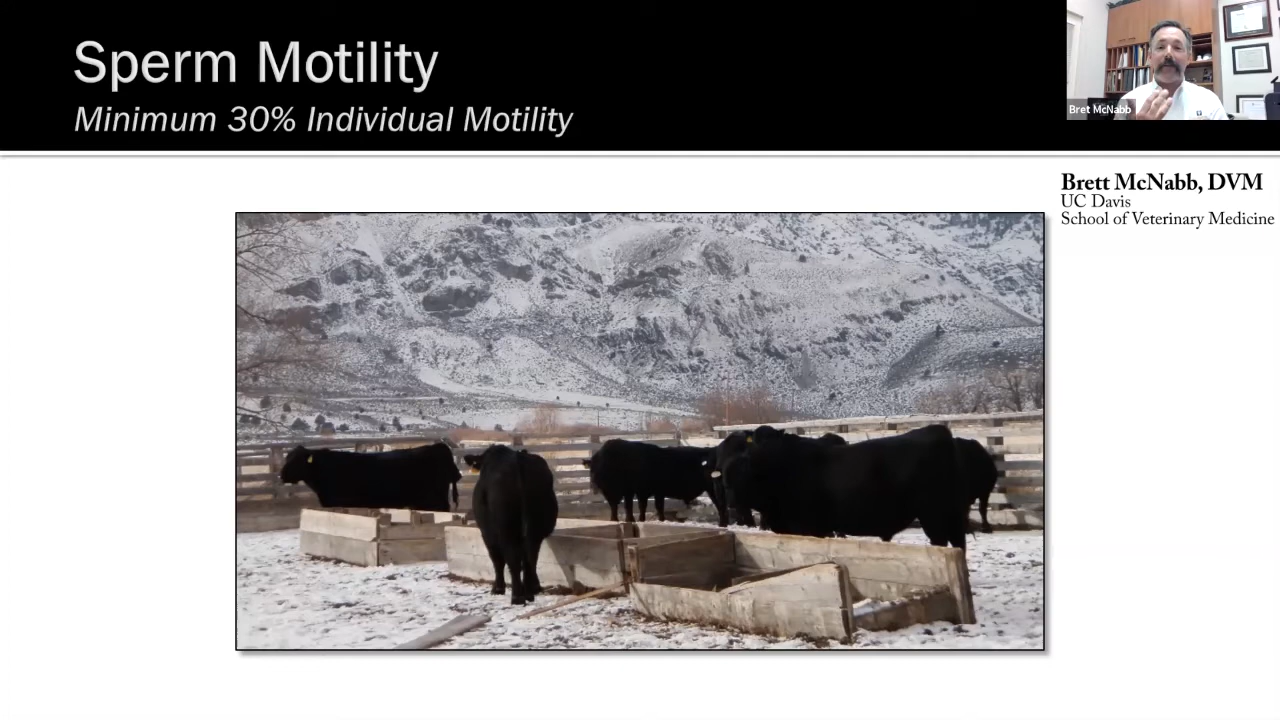 Sperm Motility
Minimum 30% Individual Motility
Bret McNabb
Brett McNabb, DVM
UC Davis
School of Veterinary Medicine